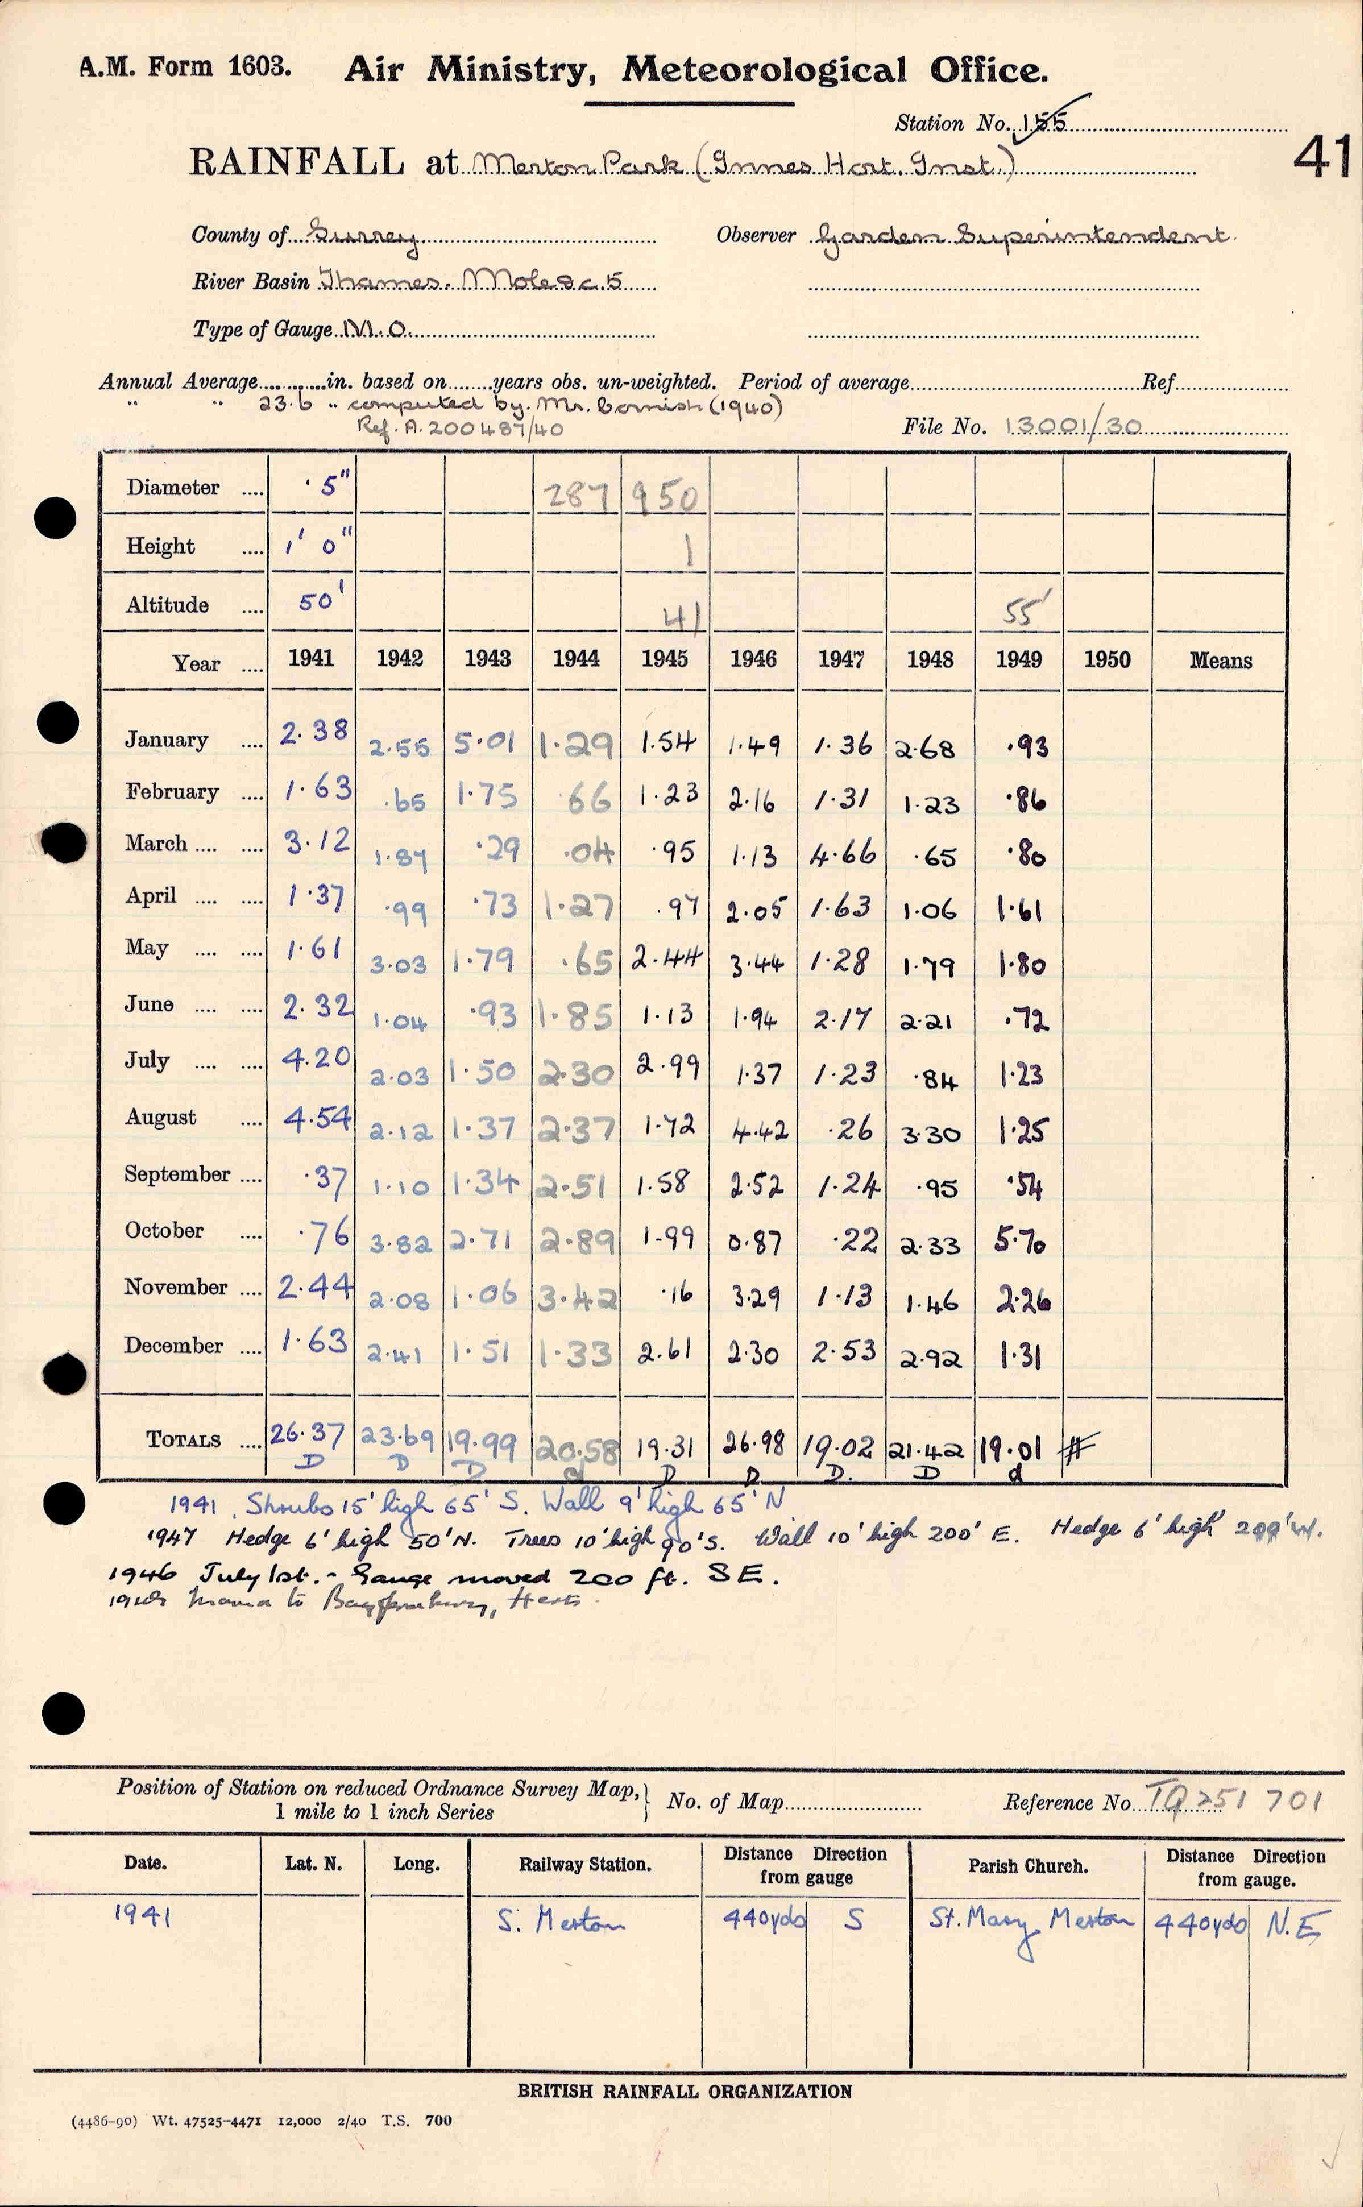 A.M. Form 1603. Air Ministry, Meteorological Office.
Station No. 155
41
RAINFALL at Merton Park (Innes Hort. Inst.)
County of Surrey Observer Garden Superintendent.
River Basin Thames. Mole &c. 5
Type of Gauge M.O.
Annual Average in. based on years obs. un-weighted. Period of average Ref.
" " 23.6 " computed by Mr. Cornish (1940)
Ref. A.200487/40 File No. 13001/30
Diameter 5" 287 950
Height 1' 0" 1
Altitude 50' 41 55'
Year 1941 1942 1943 1944 1945 1946 1947 1948 1949 1950 Means
January 2.38 2.55 5.01 1.29 1.54 1.49 1.36 2.68 .93
February 1.63 .65 1.75 .66 1.23 2.16 1.31 1.23 .86
March 3.12 1.87 .29 .04 .95 1.13 4.66 .65 .80
April 1.37 .99 .73 1.27 .97 2.05 1.63 1.06 1.61
May 1.61 3.03 1.79 .65 2.44 3.44 1.28 1.79 1.80
June 2.32 1.04 .93 1.85 1.13 1.94 2.17 2.21 .72
July 4.20 2.03 1.50 2.30 2.99 1.37 1.23 .84 1.23
August 4.54 2.12 1.37 2.37 1.72 4.42 .26 3.30 1.25
September .37 1.10 1.34 2.51 1.58 2.52 1.24 .95 .54
October .76 3.82 2.71 2.89 1.99 0.87 .22 2.33 5.70
November 2.44 2.08 1.06 3.42 .16 3.29 1.13 1.46 2.26
December 1.63 2.41 1.51 1.33 2.61 2.30 2.53 2.92 1.31
TOTALS 26.37 23.69 19.99 20.58 19.31 26.98 19.02 21.42 19.01 #
D D D d D D D. D d
1941. Shrubs 15' high 65' S. Wall 9' high 65' N
1947 Hedge 6' high 50' N. Trees 10' high 90' S. Wall 10' high 200' E. Hedge 6' high 200' W.
1946 July 1st. - Gauge moved 200 ft. SE.
to Bayfordbury, Herts.
Position of Station on reduced Ordnance Survey Map,
1 mile to 1 inch Series No. of Map Reference No. TQ 251 701
Date. Lat. N. Long. Railway Station. Distance Direction from gauge Parish Church. Distance Direction from gauge.
1941 S. Merton 440yds S St. Mary Merton 440yds N.E
BRITISH RAINFALL ORGANIZATION
(4486-90) Wt. 47525-4471 12,000 2/40 T.S. 700